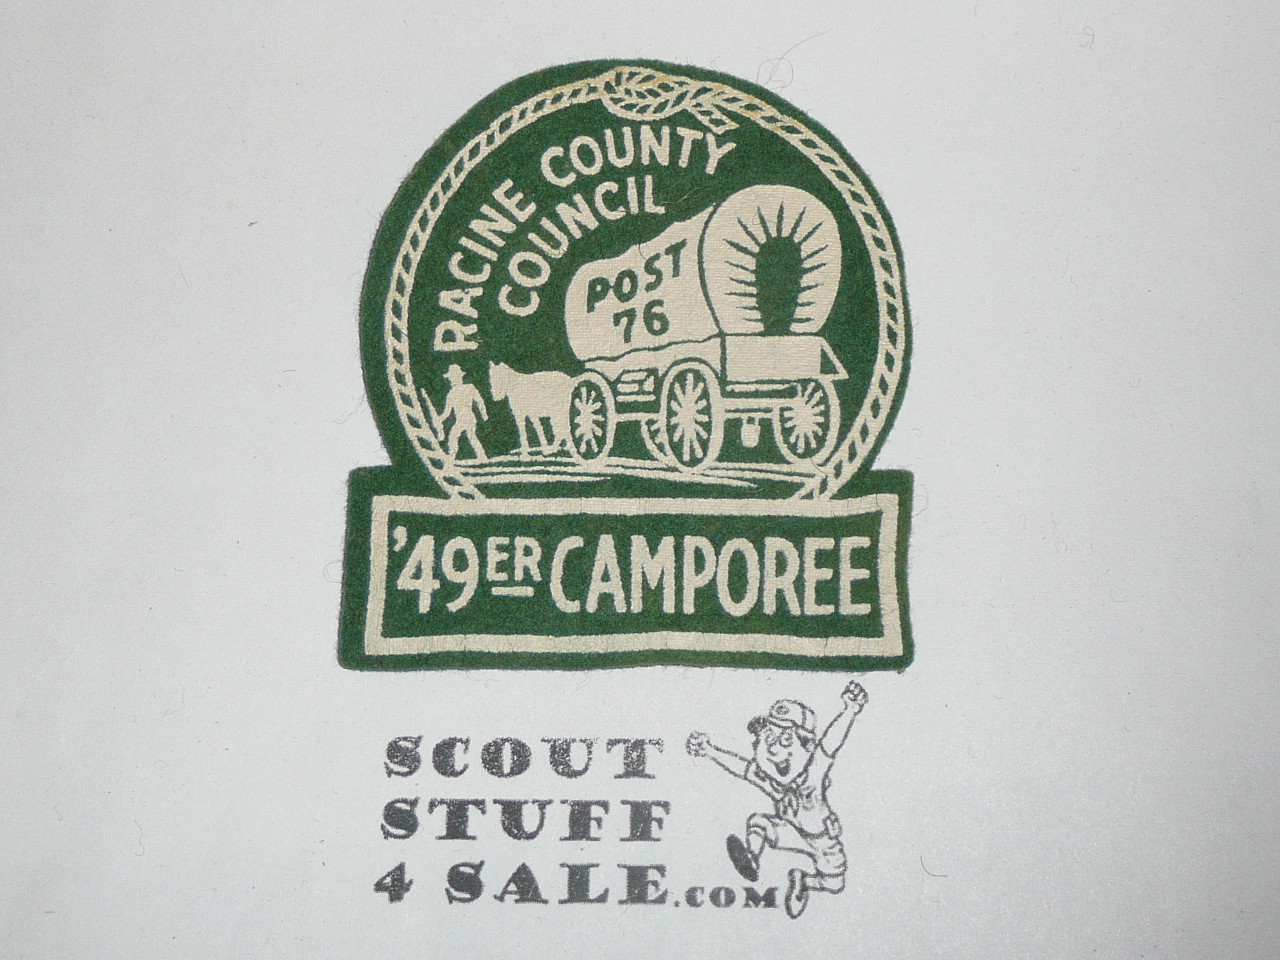 RACINE COUNTY
COUNCIL
POST
76
'49ER CAMPOREE
SCOUT
STUFF
4 SALE.COM